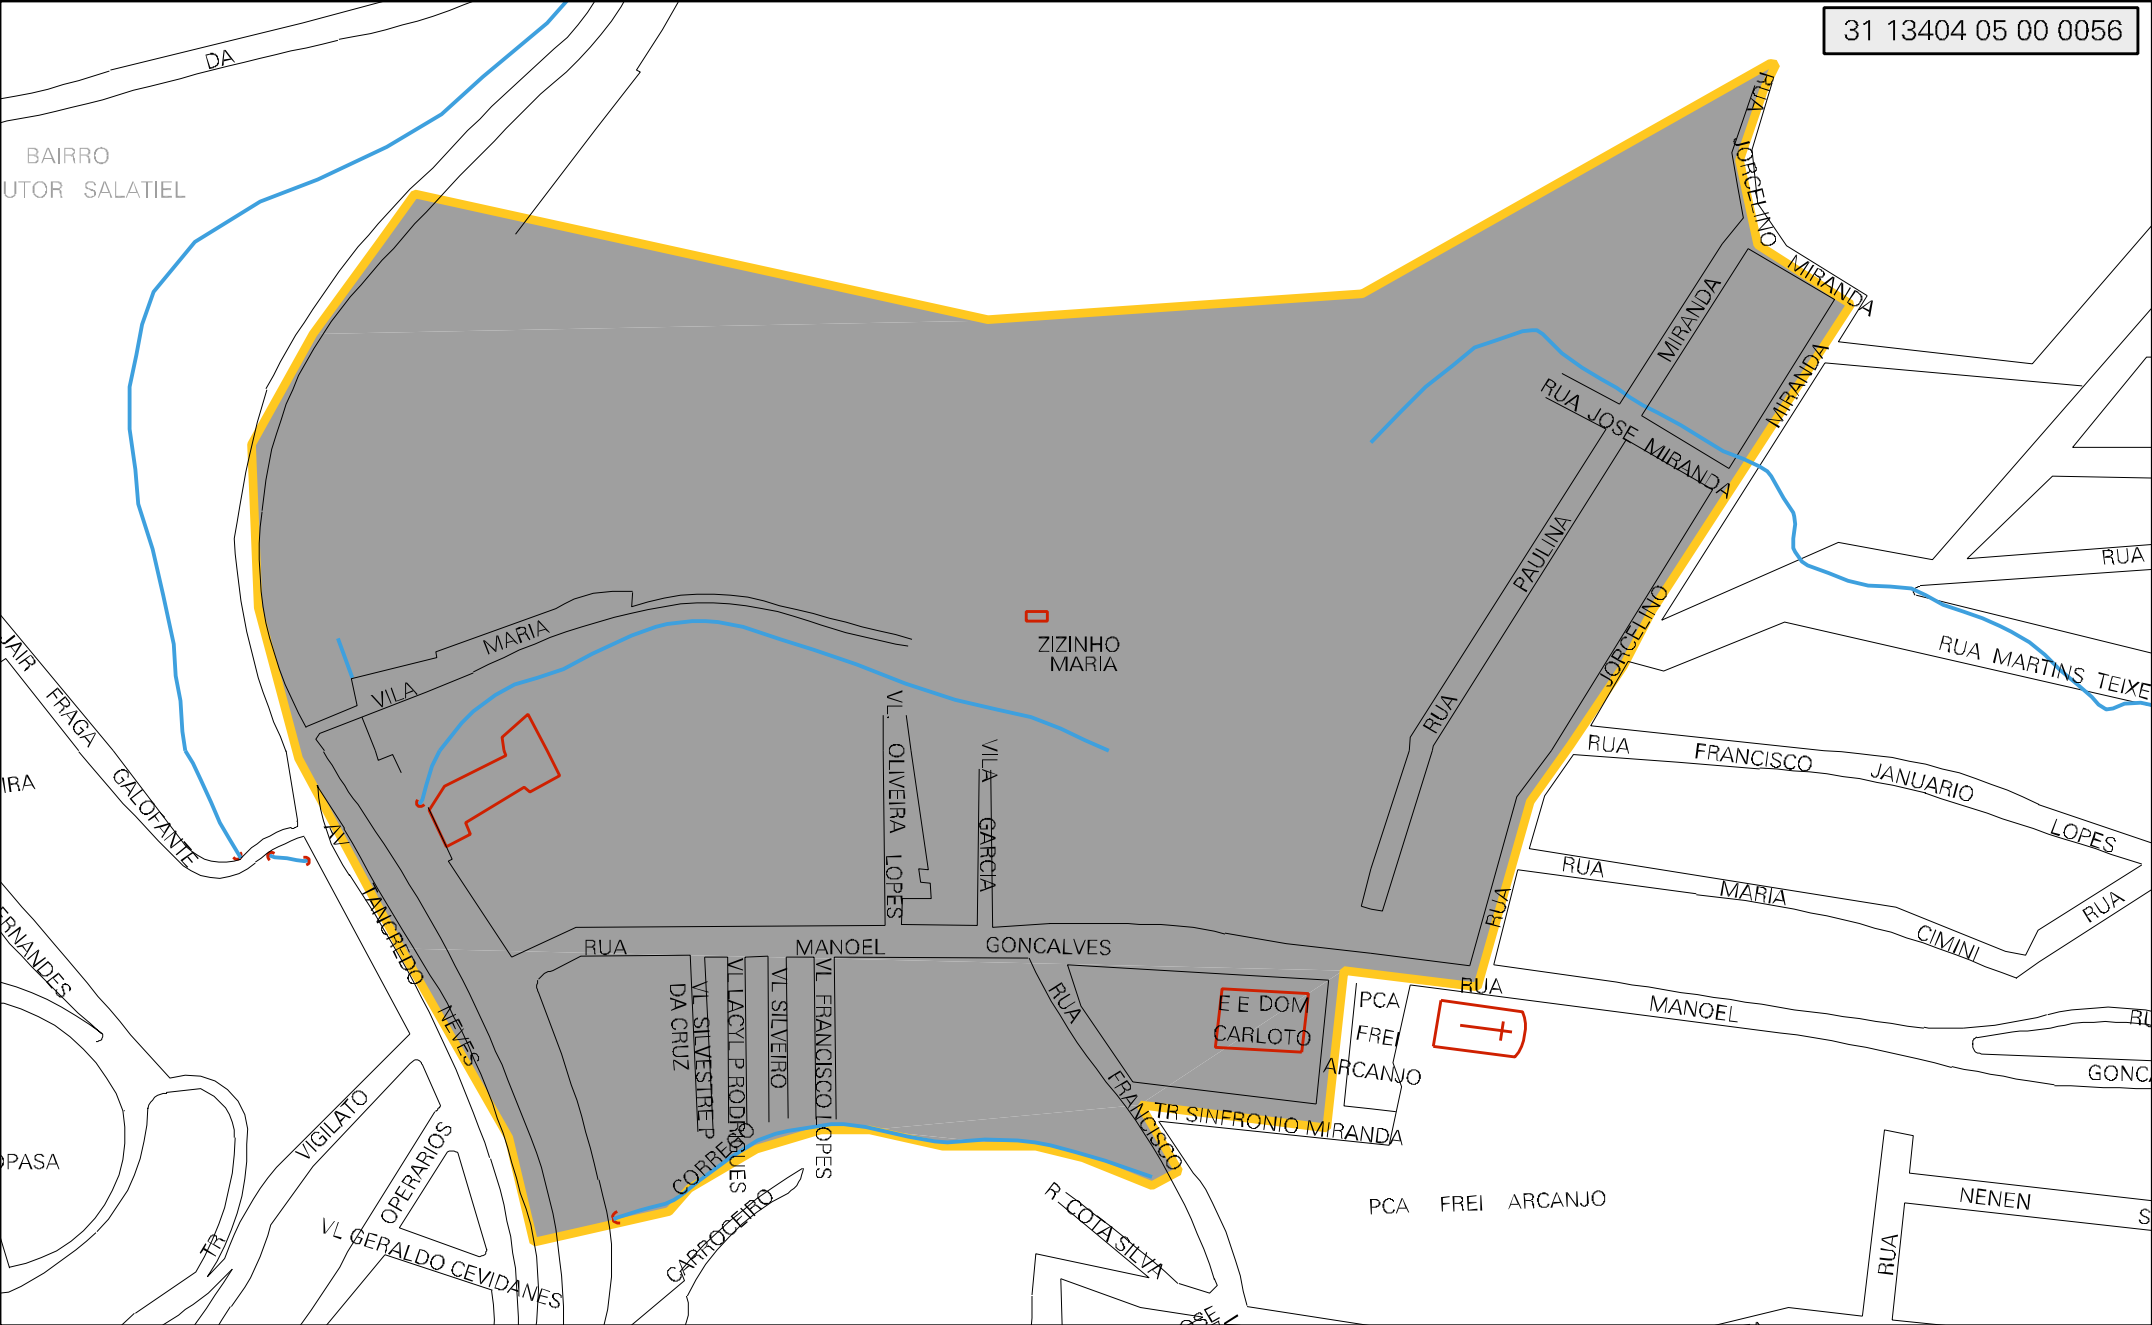 31 13404 05 00 0056
DA
BAIRRO
UTOR SALATIEL
RUA JORCELINO MIRANDA
MIRANDA
RUA JOSE MIRANDA
RUA PAULINA
RUA JORCELINO MIRANDA
RUA
RUA MARTINS TEIXE
VILA MARIA
ZIZINHO
MARIA
JAIR FRAGA GALOFANTE
IRA
VL. OLIVEIRA LOPES
VILA GARCIA
RUA FRANCISCO JANUARIO LOPES
RUA MARIA CIMINI
RUA
AV TANCREDO NEVES
ERNANDES
RUA MANOEL GONCALVES
RUA MANOEL
GONC
RU
DA CRUZ
VL SILVESTRE P
VL LACYL P RODRIGUES
VL SILVEIRO
VL FRANCISCO LOPES
RUA FRANCISCO
E E DOM
CARLOTO
PCA
FREI
ARCANJO
TR SINFRONIO MIRANDA
CORREGO
CARROCEIRO
TR VIGILATO
OPERARIOS
VL GERALDO CEVIDANES
OPASA
R. COTA SILVA
PCA FREI ARCANJO
NENEN
S
RUA